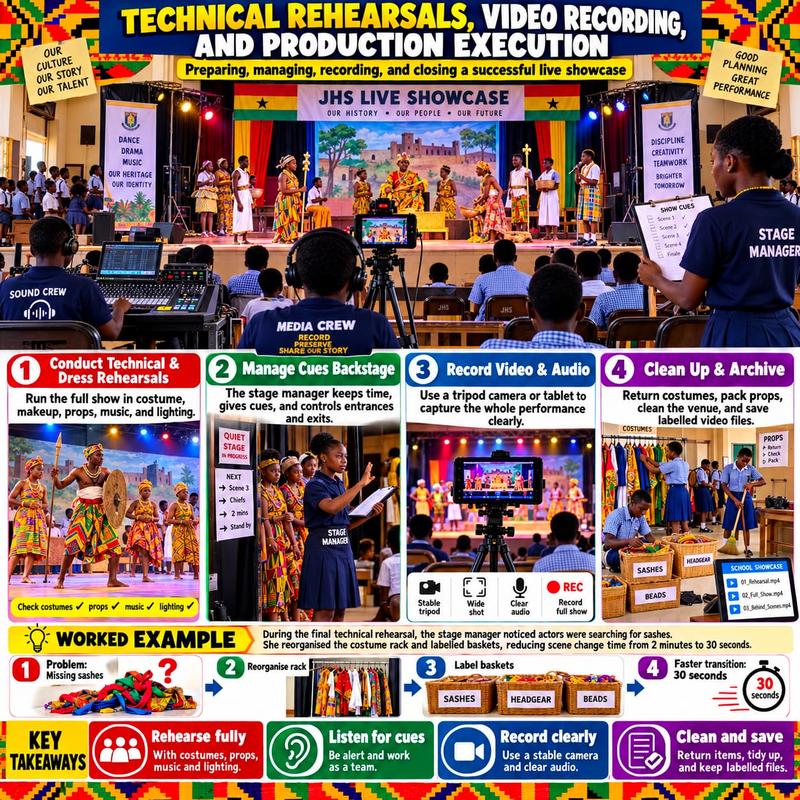 TECHNICAL REHEARSALS, VIDEO RECORDING,
AND PRODUCTION EXECUTION
Preparing, managing, recording, and closing a successful live showcase
OUR
CULTURE
OUR STORY
OUR TALENT
GOOD
PLANNING
GREAT
PERFORMANCE
JHS LIVE SHOWCASE
OUR HISTORY • OUR PEOPLE • OUR FUTURE
DANCE
DRAMA
MUSIC
OUR HERITAGE
OUR IDENTITY
DISCIPLINE
CREATIVITY
TEAMWORK
BRIGHTER
TOMORROW
SHOW CUES
Scene 1 ✓
Scene 2 ✓
Scene 3
Scene 4
Finale
STAGE
MANAGER
SOUND CREW
MEDIA CREW
RECORD
PRESERVE
SHARE OUR STORY
JHS
1 Conduct Technical &
Dress Rehearsals
Run the full show in costume,
makeup, props, music, and lighting.
Check costumes ✓ props ✓ music ✓ lighting ✓
2 Manage Cues Backstage
The stage manager keeps time,
gives cues, and controls entrances
and exits.
QUIET
STAGE
IN PROGRESS
NEXT
→ Scene 3
→ Chiefs
→ 2 mins
→ Stand by
STAGE
MANAGER
3 Record Video & Audio
Use a tripod camera or tablet to
capture the whole performance
clearly.
Stable
tripod
Wide
shot
Clear
audio
REC
Record
full show
4 Clean Up & Archive
Return costumes, pack props,
clean the venue, and save
labelled video files.
COSTUMES
PROPS
→ Return
→ Check
→ Pack
SASHES
HEADGEAR
BEADS
SCHOOL SHOWCASE
01_Rehearsal.mp4
02_Full_Show.mp4
03_Behind_Scenes.mp4
WORKED EXAMPLE
During the final technical rehearsal, the stage manager noticed actors were searching for sashes.
She reorganised the costume rack and labelled baskets, reducing scene change time from 2 minutes to 30 seconds.
1 Problem:
Missing sashes
?
2 Reorganise rack
3 Label baskets
SASHES
HEADGEAR
BEADS
4 Faster transition:
30 seconds
30
seconds
KEY
TAKEAWAYS
Rehearse fully
With costumes, props,
music and lighting.
Listen for cues
Be alert and work
as a team.
Record clearly
Use a stable camera
and clear audio.
Clean and save
Return items, tidy up,
and keep labelled files.